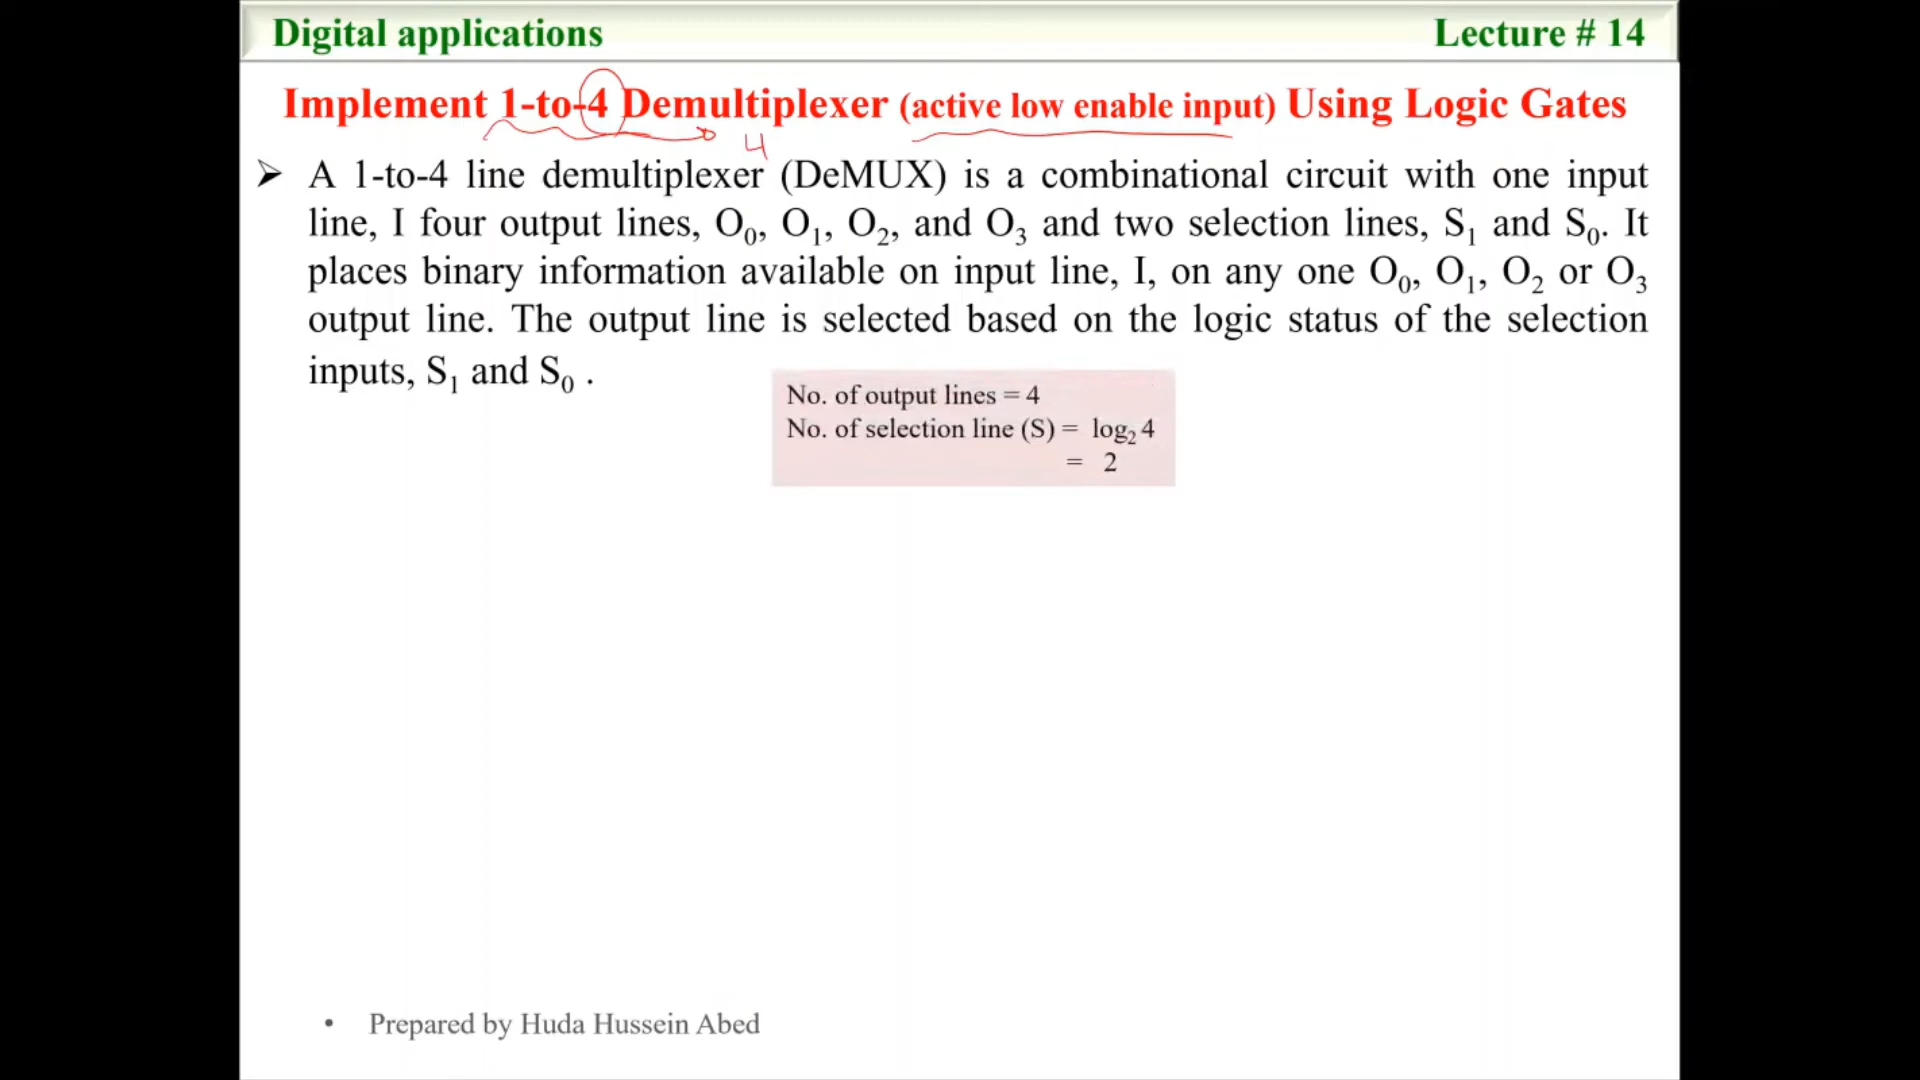 Digital applications Lecture # 14
Implement 1-to-4 Demultiplexer (active low enable input) Using Logic Gates
4
➢ A 1-to-4 line demultiplexer (DeMUX) is a combinational circuit with one input
line, I four output lines, O₀, O₁, O₂, and O₃ and two selection lines, S₁ and S₀. It
places binary information available on input line, I, on any one O₀, O₁, O₂ or O₃
output line. The output line is selected based on the logic status of the selection
inputs, S₁ and S₀ .
No. of output lines = 4
No. of selection line (S) = log₂ 4
= 2
• Prepared by Huda Hussein Abed